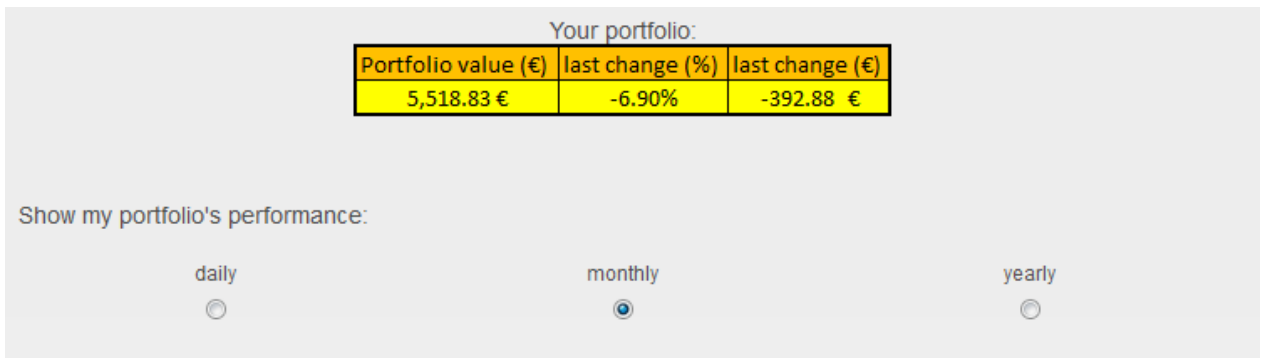 Your portfolio:
Portfolio value (€) last change (%) last change (€)
5,518.83 € -6.90% -392.88 €
Show my portfolio's performance:
daily monthly yearly